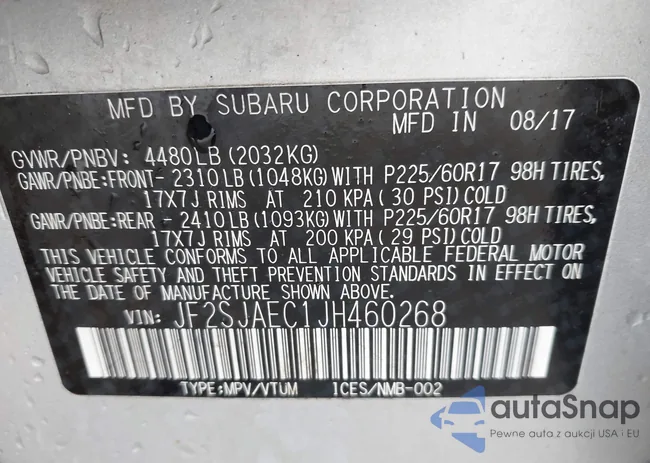 MFD BY SUBARU CORPORATION
MFD IN 08/17
GVWR/PNBV: 4480LB(2032KG)
GAWR/PNBE:FRONT- 2310LB(1048KG)WITH P225/60R17 98H TIRES,
17X7J RIMS AT 210 KPA(30 PSI)COLD
GAWR/PNBE:REAR - 2410LB(1093KG)WITH P225/60R17 98H TIRES,
17X7J RIMS AT 200 KPA(29 PSI)COLD
THIS VEHICLE CONFORMS TO ALL APPLICABLE FEDERAL MOTOR
VEHICLE SAFETY AND THEFT PREVENTION STANDARDS IN EFFECT ON
THE DATE OF MANUFACTURE SHOWN ABOVE.
VIN: JF2SJAEC1JH460268
TYPE:MPV/VTUM ICES/NMB-002
autaSnap
Pewne auta z aukcji USA i EU